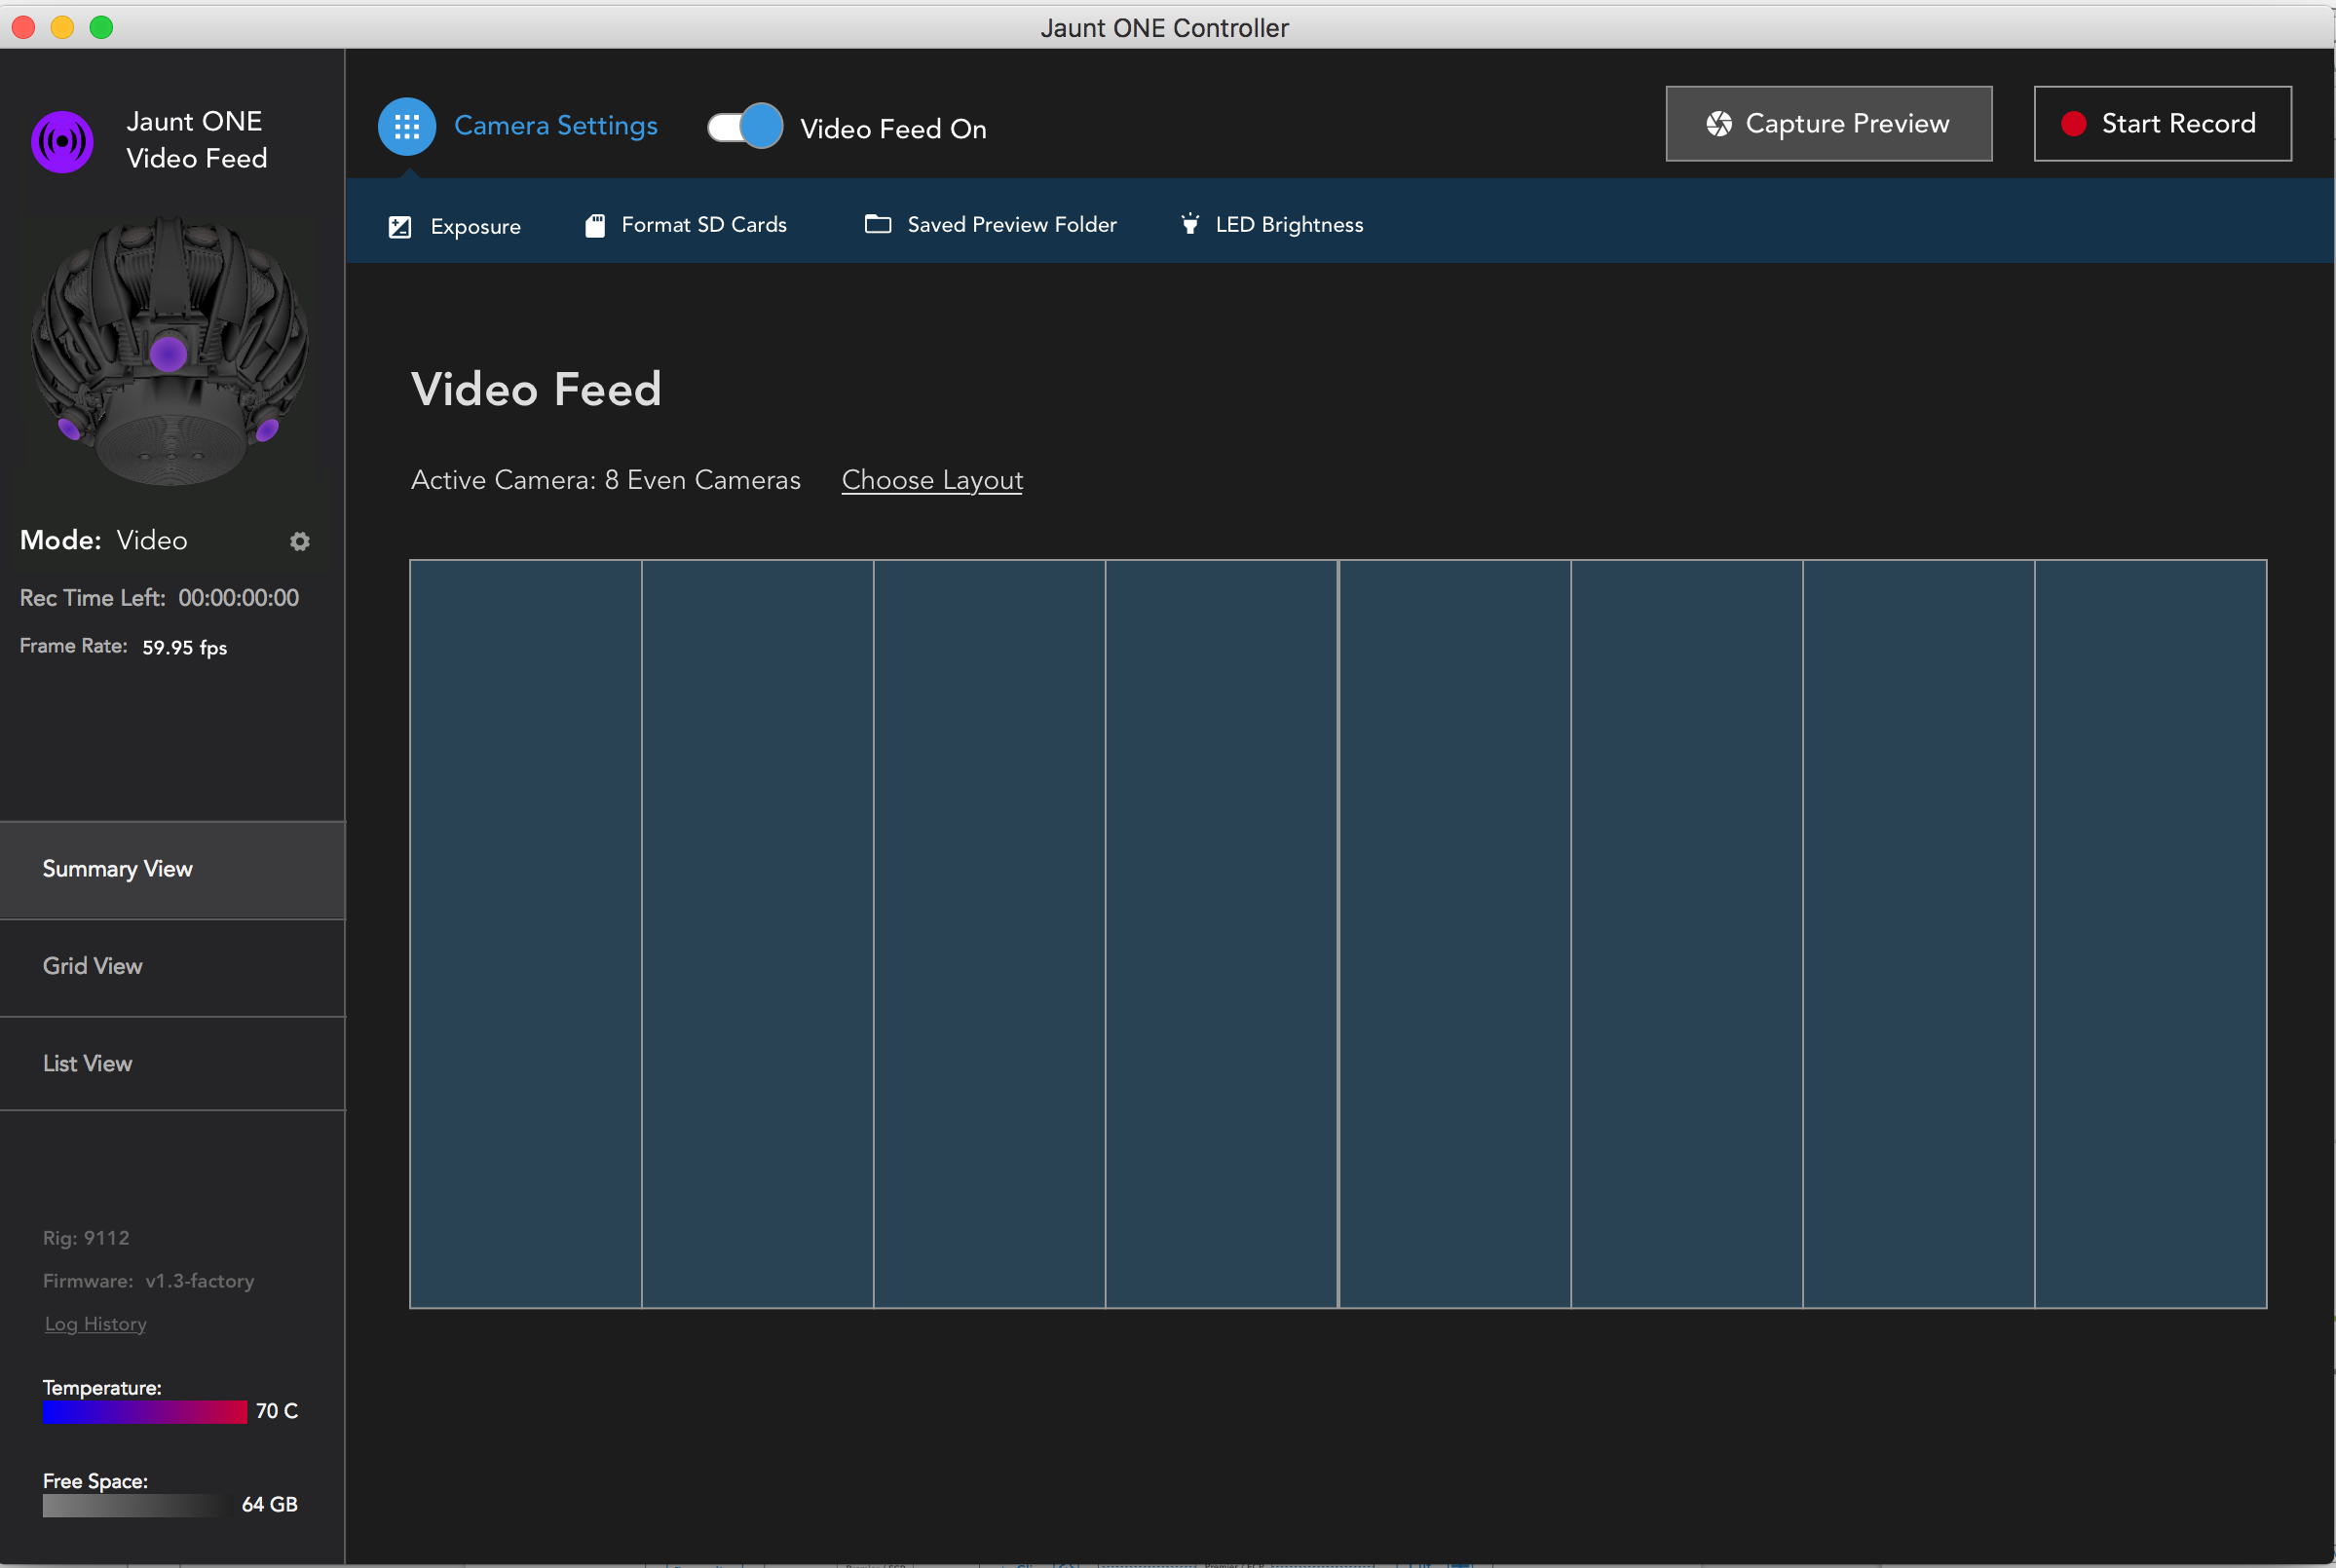 Jaunt ONE Controller
Jaunt ONE
Video Feed
Camera Settings
Video Feed On
Capture Preview
Start Record
Exposure
Format SD Cards
Saved Preview Folder
LED Brightness
Video Feed
Active Camera: 8 Even Cameras
Choose Layout
Mode: Video
Rec Time Left: 00:00:00:00
Frame Rate: 59.95 fps
Summary View
Grid View
List View
Rig: 9112
Firmware: v1.3-factory
Log History
Temperature:
70 C
Free Space:
64 GB